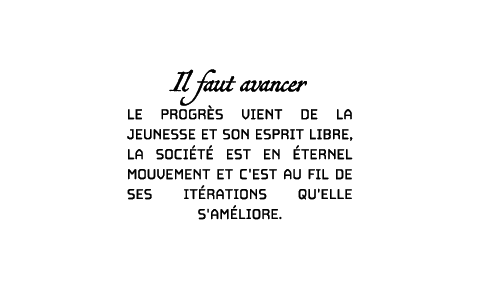 Il faut avancer
LE PROGRÈS VIENT DE LA
JEUNESSE ET SON ESPRIT LIBRE,
LA SOCIÉTÉ EST EN ÉTERNEL
MOUVEMENT ET C'EST AU FIL DE
SES ITÉRATIONS QU'ELLE
S'AMÉLIORE.